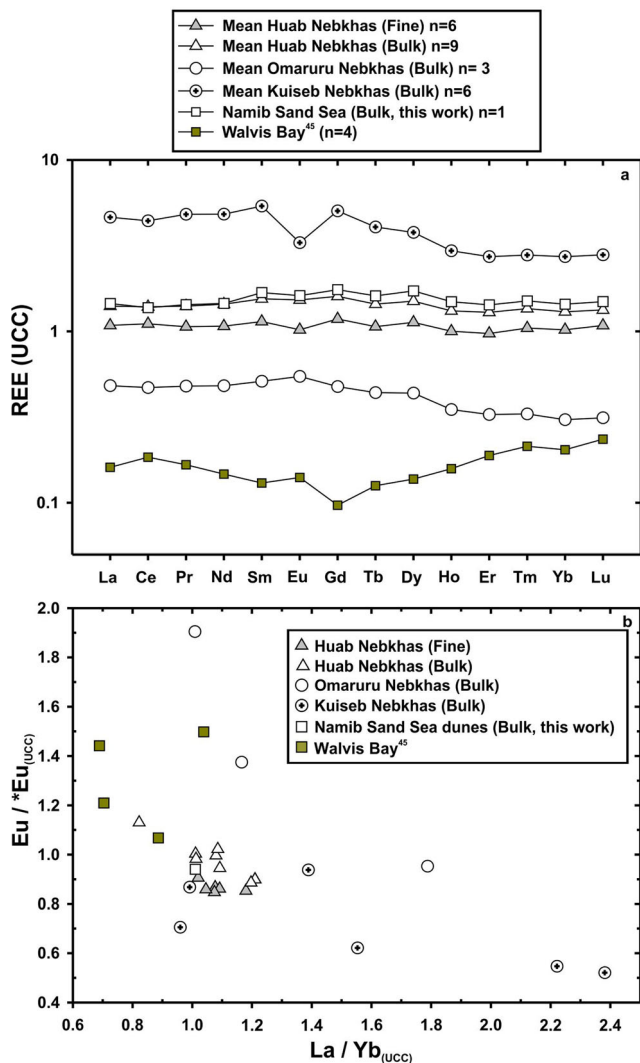 Mean Huab Nebkhas (Fine) n=6
Mean Huab Nebkhas (Bulk) n=9
Mean Omaruru Nebkhas (Bulk) n= 3
Mean Kuiseb Nebkhas (Bulk) n=6
Namib Sand Sea (Bulk, this work) n=1
Walvis Bay⁴⁵ (n=4)
a
10
1
0.1
REE (UCC)
La Ce Pr Nd Sm Eu Gd Tb Dy Ho Er Tm Yb Lu
b
2.0
1.8
1.6
1.4
1.2
1.0
0.8
0.6
0.4
Eu / *Eu(UCC)
Huab Nebkhas (Fine)
Huab Nebkhas (Bulk)
Omaruru Nebkhas (Bulk)
Kuiseb Nebkhas (Bulk)
Namib Sand Sea dunes (Bulk, this work)
Walvis Bay⁴⁵
0.6 0.8 1.0 1.2 1.4 1.6 1.8 2.0 2.2 2.4
La / Yb(UCC)